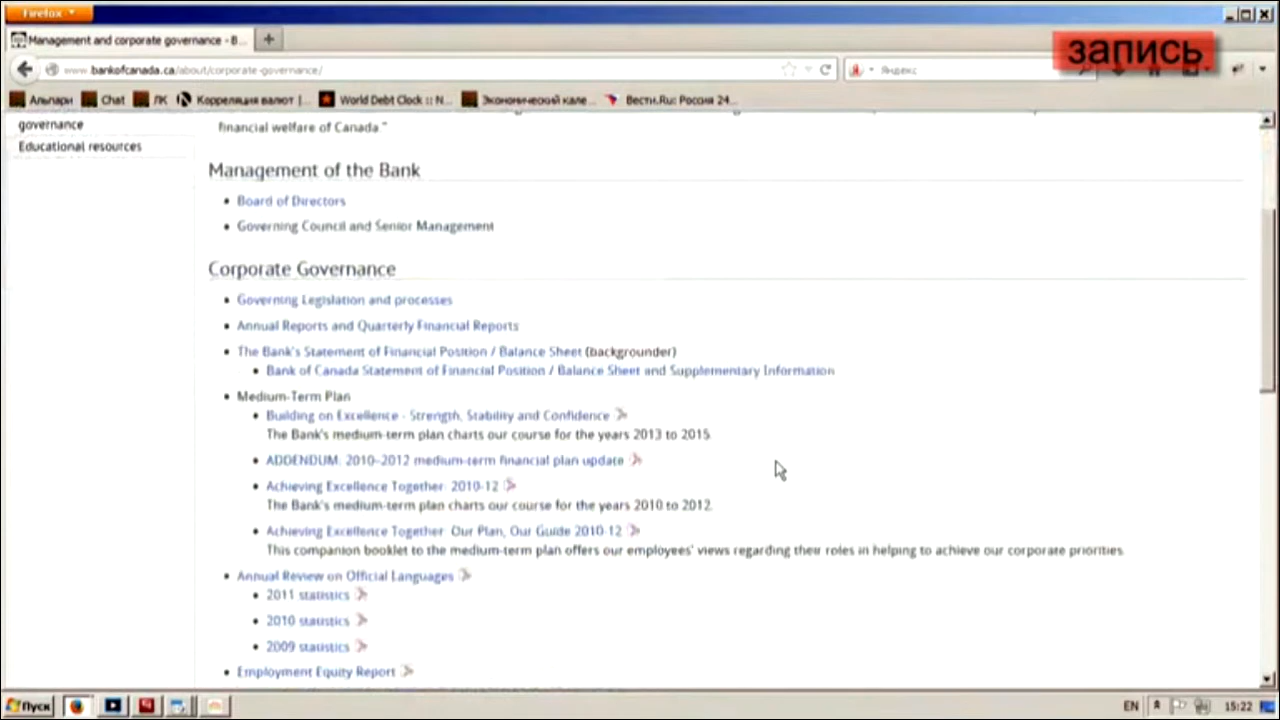 Firefox
Management and corporate governance - B...
запись
www.bankofcanada.ca/about/corporate-governance/
Яндекс
Альпари
Chat
ЛК
Корреляция валют |...
World Debt Clock :: N...
Экономический кале...
Вести.Ru: Россия 24...
governance
financial welfare of Canada."
Educational resources
Management of the Bank
Board of Directors
Governing Council and Senior Management
Corporate Governance
Governing Legislation and processes
Annual Reports and Quarterly Financial Reports
The Bank's Statement of Financial Position / Balance Sheet (backgrounder)
Bank of Canada Statement of Financial Position / Balance Sheet and Supplementary Information
Medium-Term Plan
Building on Excellence - Strength, Stability and Confidence
The Bank's medium-term plan charts our course for the years 2013 to 2015.
ADDENDUM: 2010-2012 medium-term financial plan update
Achieving Excellence Together: 2010-12
The Bank's medium-term plan charts our course for the years 2010 to 2012.
Achieving Excellence Together: Our Plan, Our Guide 2010-12
This companion booklet to the medium-term plan offers our employees' views regarding their roles in helping to achieve our corporate priorities.
Annual Review on Official Languages
2011 statistics
2010 statistics
2009 statistics
Employment Equity Report
Пуск
EN
15:22